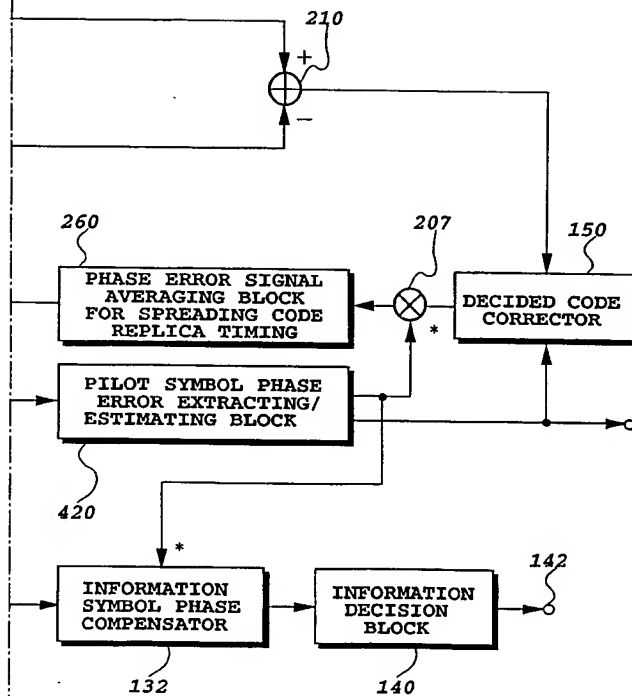 210
+
−
260
207
150
PHASE ERROR SIGNAL
AVERAGING BLOCK
FOR SPREADING CODE
REPLICA TIMING
*
DECIDED CODE
CORRECTOR
PILOT SYMBOL PHASE
ERROR EXTRACTING/
ESTIMATING BLOCK
420
*
142
INFORMATION
SYMBOL PHASE
COMPENSATOR
INFORMATION
DECISION
BLOCK
132
140